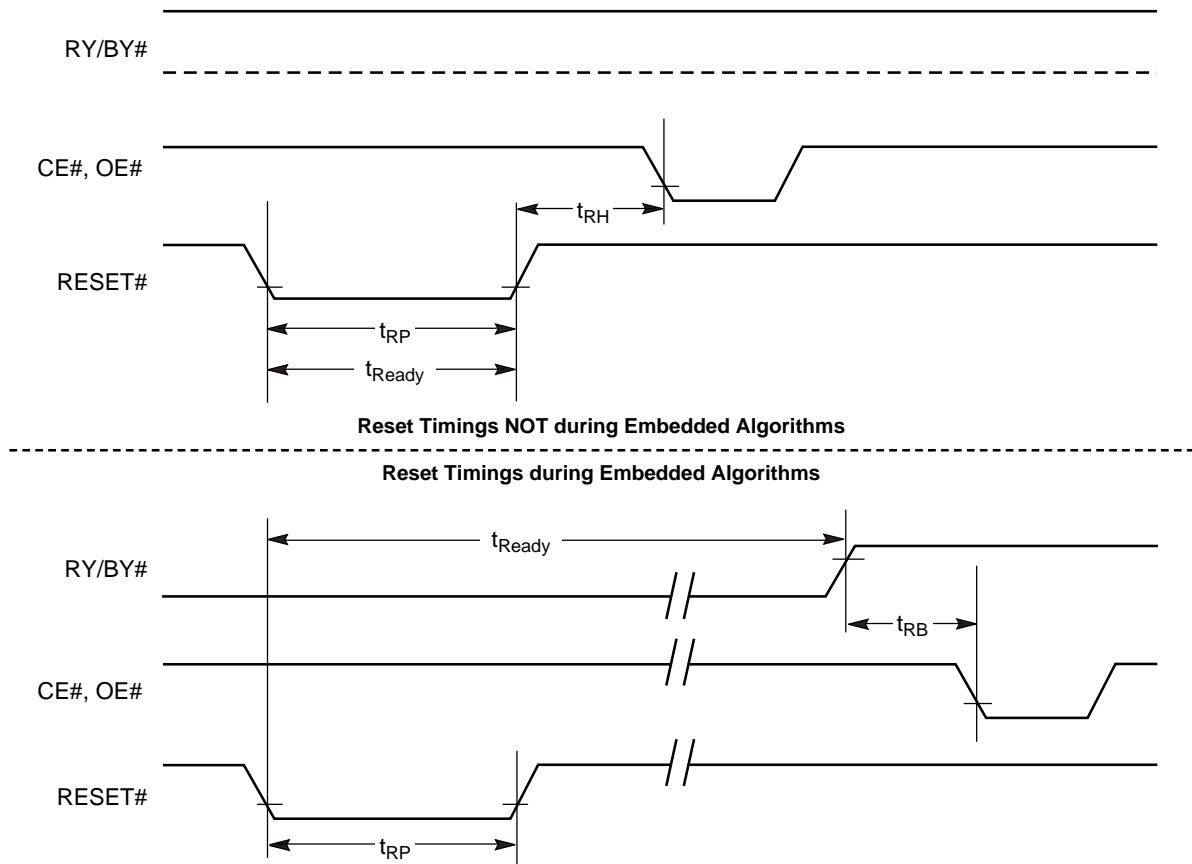 RY/BY#
CE#, OE#
tRH
RESET#
tRP
tReady
Reset Timings NOT during Embedded Algorithms
Reset Timings during Embedded Algorithms
tReady
RY/BY#
tRB
CE#, OE#
RESET#
tRP